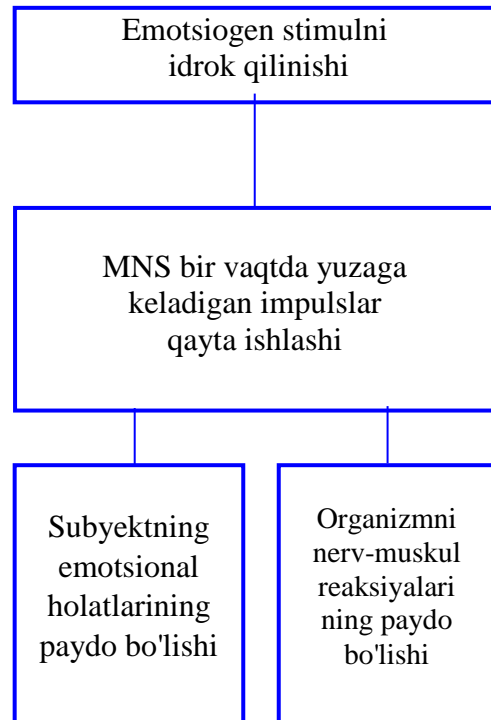 Emotsiogen stimulni
idrok qilinishi
MNS bir vaqtda yuzaga
keladigan impulslar
qayta ishlashi
Subyektning
emotsional
holatlarining
paydo bo'lishi
Organizmni
nerv-muskul
reaksiyalari
ning paydo
bo'lishi